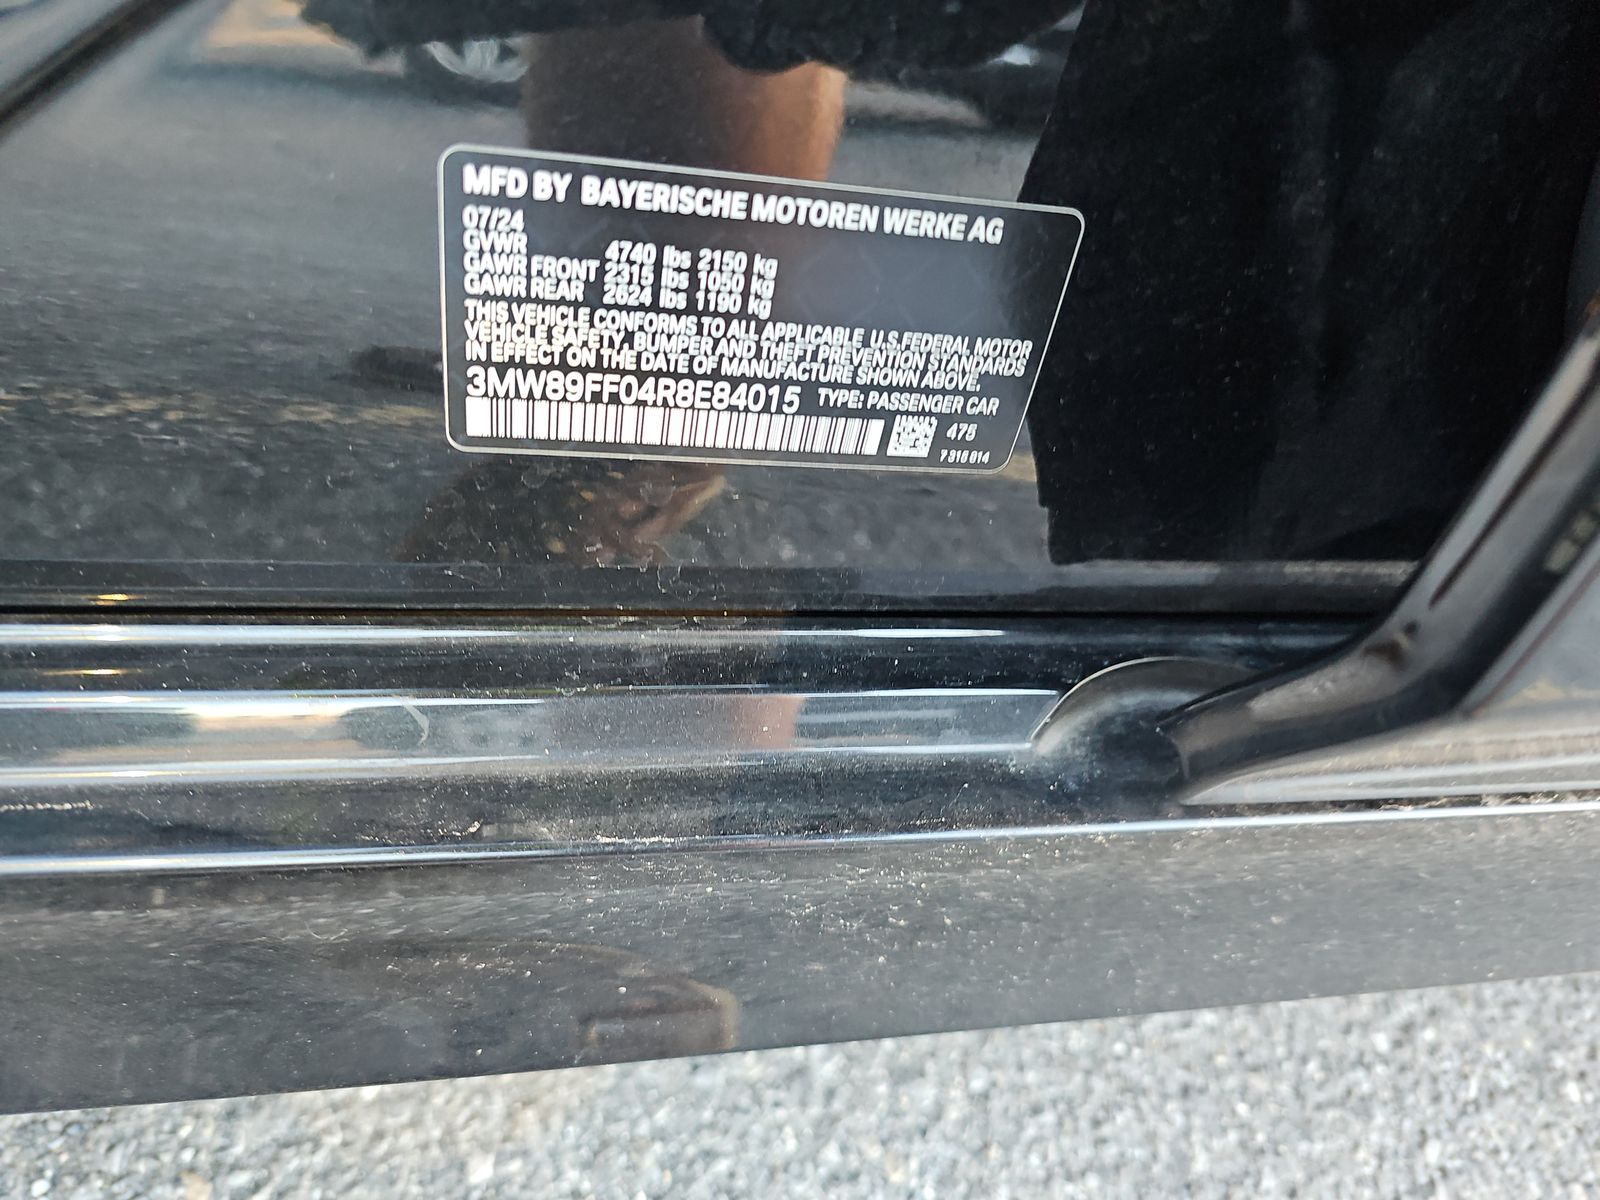 MFD BY BAYERISCHE MOTOREN WERKE AG
07/24
GVWR 4740 lbs 2150 kg
GAWR FRONT 2315 lbs 1050 kg
GAWR REAR 2624 lbs 1190 kg
THIS VEHICLE CONFORMS TO ALL APPLICABLE U.S.FEDERAL MOTOR
VEHICLE SAFETY, BUMPER AND THEFT PREVENTION STANDARDS
IN EFFECT ON THE DATE OF MANUFACTURE SHOWN ABOVE.
3MW89FF04R8E84015 TYPE: PASSENGER CAR
475
7 916 014